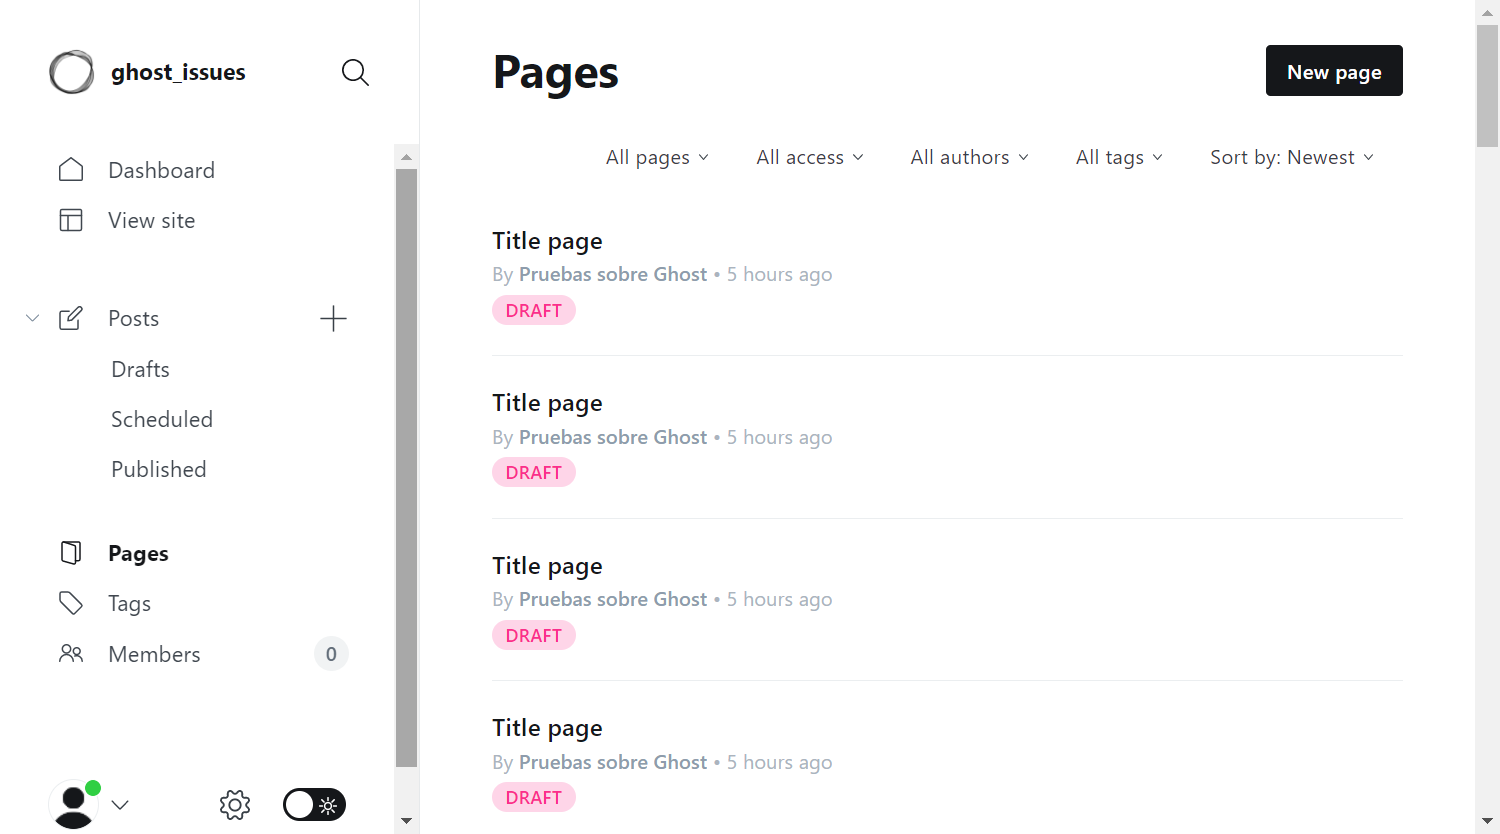 ghost_issues
Dashboard
View site
Posts
Drafts
Scheduled
Published
Pages
Tags
Members 0
Pages
New page
All pages All access All authors All tags Sort by: Newest
Title page
By Pruebas sobre Ghost • 5 hours ago
DRAFT
Title page
By Pruebas sobre Ghost • 5 hours ago
DRAFT
Title page
By Pruebas sobre Ghost • 5 hours ago
DRAFT
Title page
By Pruebas sobre Ghost • 5 hours ago
DRAFT